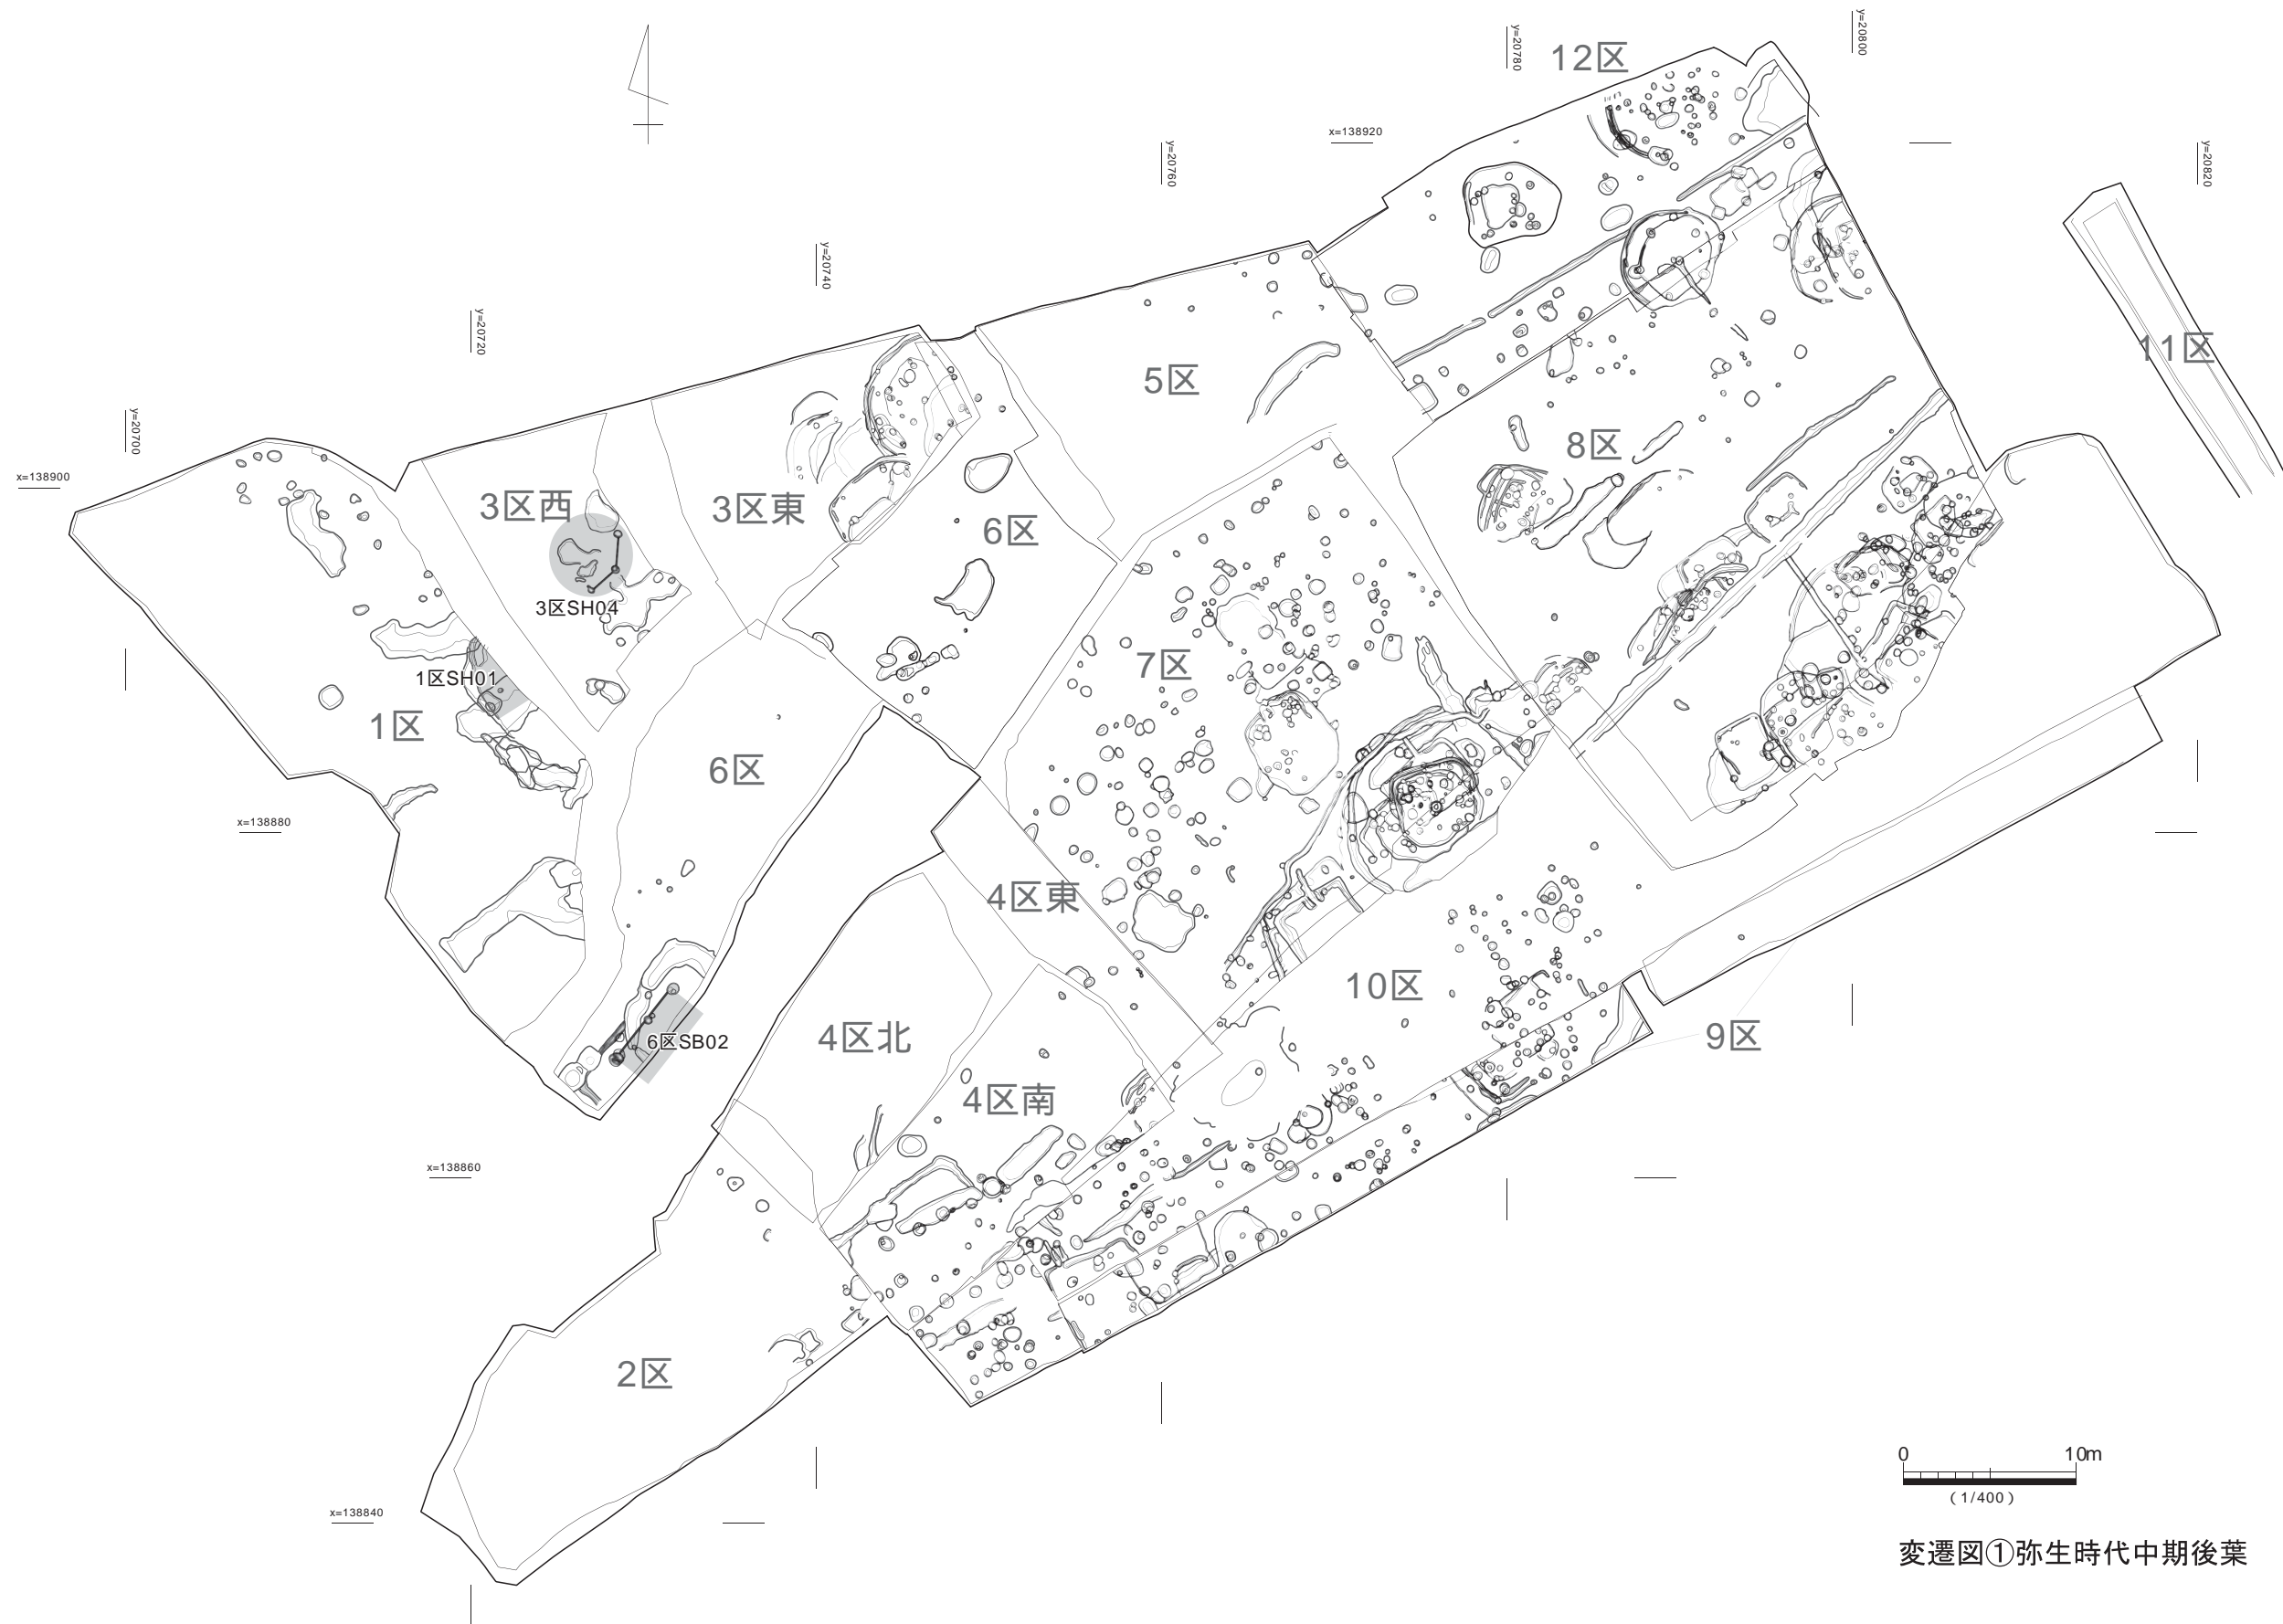 y=20800
y=20780
12区
x=138920
y=20760
y=20820
y=20740
y=20720
11区
5区
y=20700
8区
x=138900
3区西
3区東
6区
3区SH04
7区
1区SH01
1区
6区
x=138880
4区東
10区
4区北
9区
6区SB02
4区南
x=138860
2区
0 10m
(1/400)
x=138840
変遷図①弥生時代中期後葉